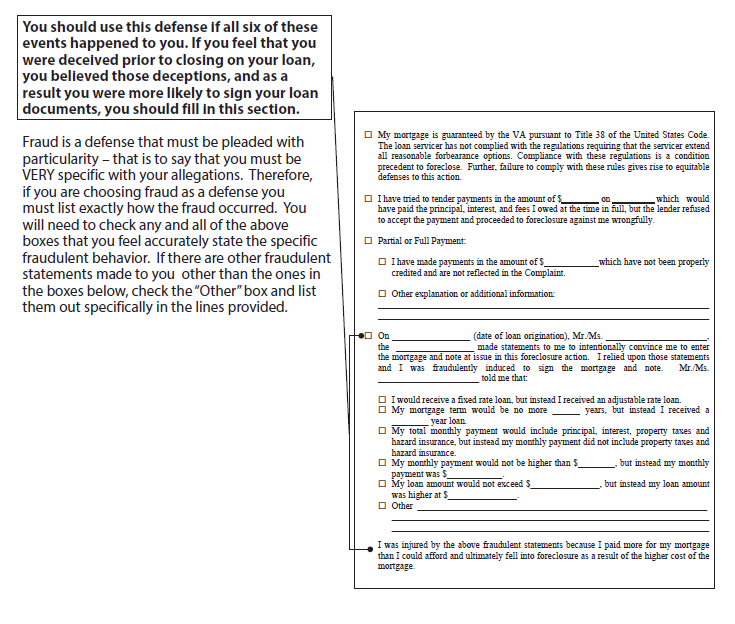 You should use this defense if all six of these
events happened to you. If you feel that you
were deceived prior to closing on your loan,
you believed those deceptions, and as a
result you were more likely to sign your loan
documents, you should fill in this section.
Fraud is a defense that must be pleaded with
particularity – that is to say that you must be
VERY specific with your allegations. Therefore,
if you are choosing fraud as a defense you
must list exactly how the fraud occurred. You
will need to check any and all of the above
boxes that you feel accurately state the specific
fraudulent behavior. If there are other fraudulent
statements made to you other than the ones in
the boxes below, check the "Other" box and list
them out specifically in the lines provided.
☐ My mortgage is guaranteed by the VA pursuant to Title 38 of the United States Code.
The loan servicer has not complied with the regulations requiring that the servicer extend
all reasonable forbearance options. Compliance with these regulations is a condition
precedent to foreclose. Further, failure to comply with these rules gives rise to equitable
defenses to this action.
☐ I have tried to tender payments in the amount of $________ on _________ which would
have paid the principal, interest, and fees I owed at the time in full, but the lender refused
to accept the payment and proceeded to foreclosure against me wrongfully.
☐ Partial or Full Payment:
☐ I have made payments in the amount of $___________which have not been properly
credited and are not reflected in the Complaint.
☐ Other explanation or additional information:
☐ On ________________ (date of loan origination), Mr./Ms. _____________________,
the ________________ made statements to me to intentionally convince me to enter
the mortgage and note at issue in this foreclosure action. I relied upon those statements
and I was fraudulently induced to sign the mortgage and note. Mr./Ms.
_____________________ told me that:
☐ I would receive a fixed rate loan, but instead I received an adjustable rate loan.
☐ My mortgage term would be no more ______ years, but instead I received a
________ year loan.
☐ My total monthly payment would include principal, interest, property taxes and
hazard insurance, but instead my monthly payment did not include property taxes and
hazard insurance.
☐ My monthly payment would not be higher than $________, but instead my monthly
payment was $____________.
☐ My loan amount would not exceed $_______________, but instead my loan amount
was higher at $_______________.
☐ Other ____________________
I was injured by the above fraudulent statements because I paid more for my mortgage
than I could afford and ultimately fell into foreclosure as a result of the higher cost of the
mortgage.